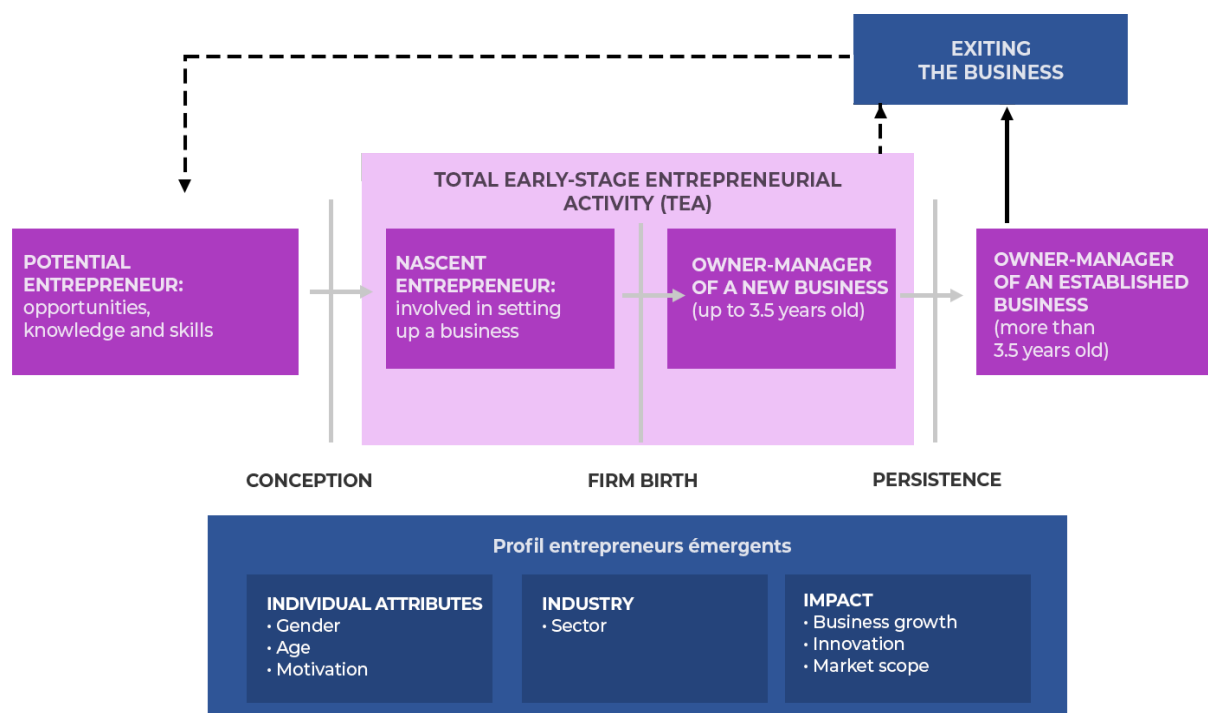 EXITING
THE BUSINESS
TOTAL EARLY-STAGE ENTREPRENEURIAL
ACTIVITY (TEA)
POTENTIAL
ENTREPRENEUR:
opportunities,
knowledge and skills
NASCENT
ENTREPRENEUR:
involved in setting
up a business
OWNER-MANAGER
OF A NEW BUSINESS
(up to 3.5 years old)
OWNER-MANAGER
OF AN ESTABLISHED
BUSINESS
(more than
3.5 years old)
CONCEPTION
FIRM BIRTH
PERSISTENCE
Profil entrepreneurs émergents
INDIVIDUAL ATTRIBUTES
• Gender
• Age
• Motivation
INDUSTRY
• Sector
IMPACT
• Business growth
• Innovation
• Market scope